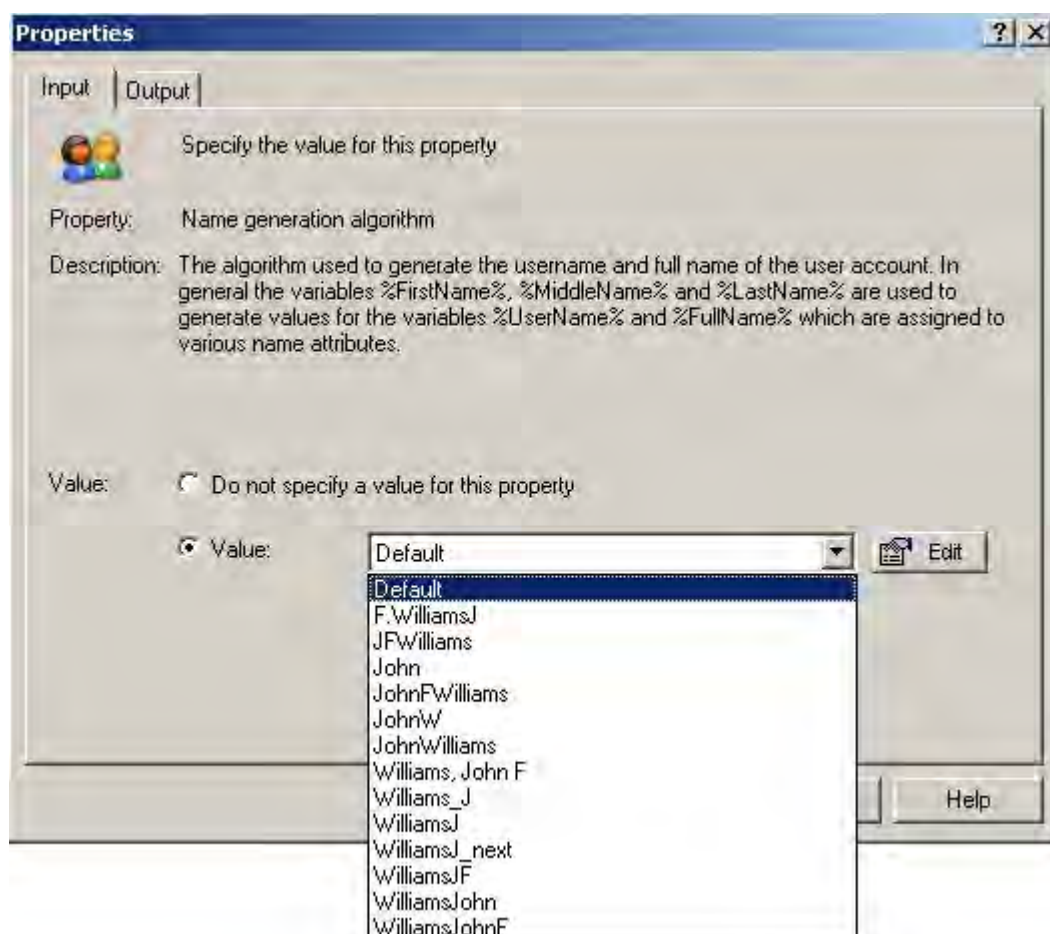 Properties
Input
Output
Specify the value for this property
Property: Name generation algorithm
Description: The algorithm used to generate the username and full name of the user account. In
general the variables %FirstName%, %MiddleName% and %LastName% are used to
generate values for the variables %UserName% and %FullName% which are assigned to
various name attributes.
Value: Do not specify a value for this property
Value: Default Edit
Default
F.WilliamsJ
JFWilliams
John
JohnFWilliams
JohnW
JohnWilliams
Williams, John F
Williams_J
WilliamsJ
WilliamsJ_next
WilliamsJF
WilliamsJohn
WilliamsJohnF
Help